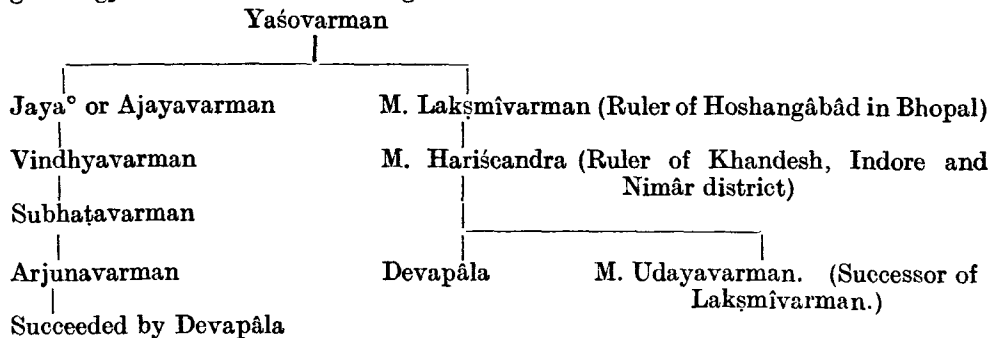 Yaśovarman
Jaya° or Ajayavarman M. Lakṣmîvarman (Ruler of Hoshangâbâd in Bhopal)
Vindhyavarman M. Hariścandra (Ruler of Khandesh, Indore and
Nimâr district)
Subhaṭavarman
Arjunavarman Devapâla M. Udayavarman. (Successor of
Lakṣmîvarman.)
Succeeded by Devapâla